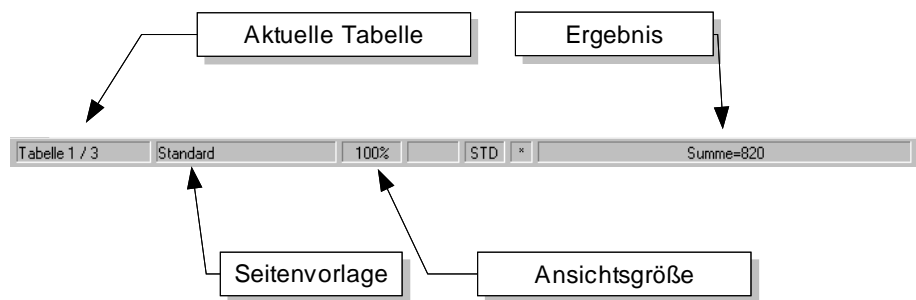 Aktuelle Tabelle Ergebnis
Tabelle 1 / 3 Standard 100% STD * Summe=820
Seitenvorlage Ansichtsgröße